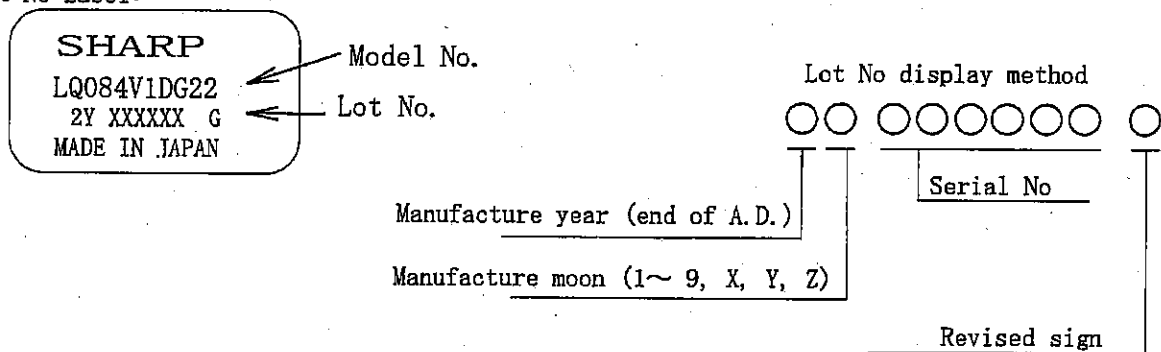 SHARP
LQ084V1DG22
2Y XXXXXX G
MADE IN JAPAN
Model No.
Lot No.
Lot No display method
○○ ○○○○○○ ○
Serial No
Manufacture year (end of A.D.)
Manufacture moon (1~ 9, X, Y, Z)
Revised sign